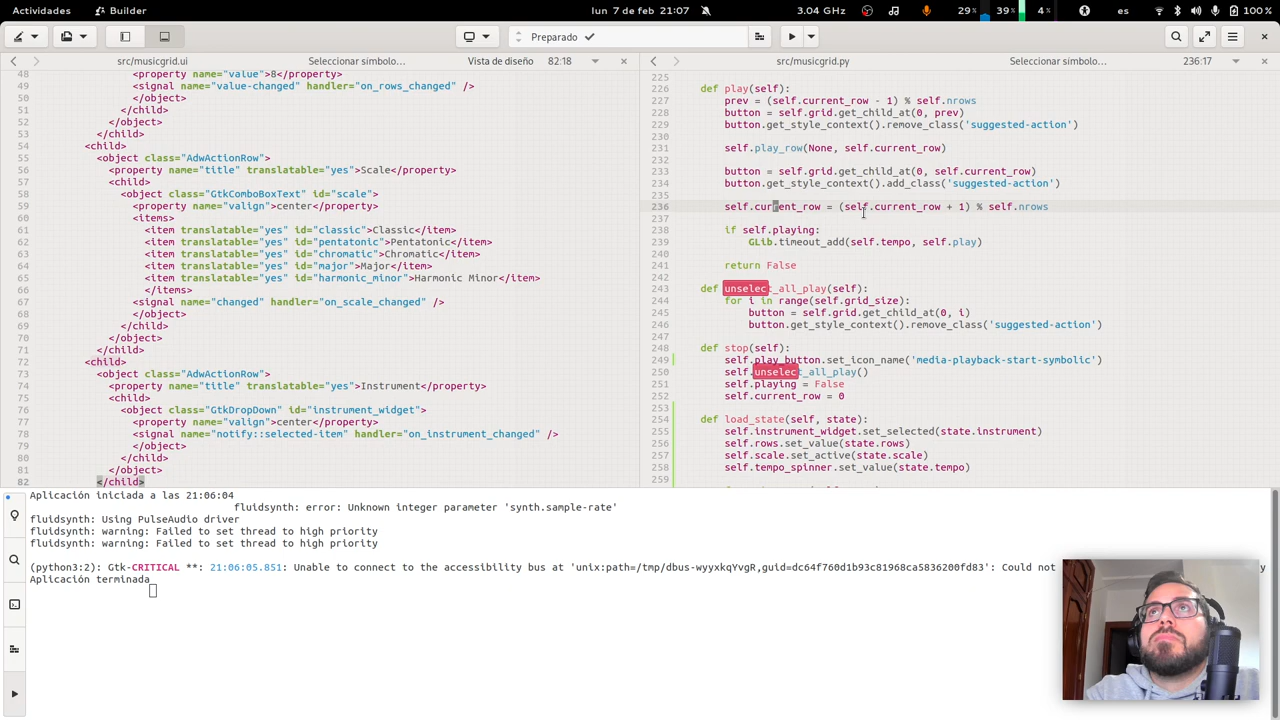 Actividades Builder lun 7 de feb 21:07 3.04 GHz 29% 39% 4% es 100 %
Preparado
src/musicgrid.ui Seleccionar símbolo… Vista de diseño 82:18
48 <property name="value">8</property>
49 <signal name="value-changed" handler="on_rows_changed" />
50 </object>
51 </child>
52 </object>
53 </child>
54 <child>
55 <object class="AdwActionRow">
56 <property name="title" translatable="yes">Scale</property>
57 <child>
58 <object class="GtkComboBoxText" id="scale">
59 <property name="valign">center</property>
60 <items>
61 <item translatable="yes" id="classic">Classic</item>
62 <item translatable="yes" id="pentatonic">Pentatonic</item>
63 <item translatable="yes" id="chromatic">Chromatic</item>
64 <item translatable="yes" id="major">Major</item>
65 <item translatable="yes" id="harmonic_minor">Harmonic Minor</item>
66 </items>
67 <signal name="changed" handler="on_scale_changed" />
68 </object>
69 </child>
70 </object>
71 </child>
72 <child>
73 <object class="AdwActionRow">
74 <property name="title" translatable="yes">Instrument</property>
75 <child>
76 <object class="GtkDropDown" id="instrument_widget">
77 <property name="valign">center</property>
78 <signal name="notify::selected-item" handler="on_instrument_changed" />
79 </object>
80 </child>
81 </object>
82 </child>
src/musicgrid.py Seleccionar símbolo… 236:17
225
226 def play(self):
227 prev = (self.current_row - 1) % self.nrows
228 button = self.grid.get_child_at(0, prev)
229 button.get_style_context().remove_class('suggested-action')
230
231 self.play_row(None, self.current_row)
232
233 button = self.grid.get_child_at(0, self.current_row)
234 button.get_style_context().add_class('suggested-action')
235
236 self.current_row = (self.current_row + 1) % self.nrows
237
238 if self.playing:
239 GLib.timeout_add(self.tempo, self.play)
240
241 return False
242
243 def unselect_all_play(self):
244 for i in range(self.grid_size):
245 button = self.grid.get_child_at(0, i)
246 button.get_style_context().remove_class('suggested-action')
247
248 def stop(self):
249 self.play_button.set_icon_name('media-playback-start-symbolic')
250 self.unselect_all_play()
251 self.playing = False
252 self.current_row = 0
253
254 def load_state(self, state):
255 self.instrument_widget.set_selected(state.instrument)
256 self.rows.set_value(state.rows)
257 self.scale.set_active(state.scale)
258 self.tempo_spinner.set_value(state.tempo)
259
Aplicación iniciada a las 21:06:04
fluidsynth: error: Unknown integer parameter 'synth.sample-rate'
fluidsynth: Using PulseAudio driver
fluidsynth: warning: Failed to set thread to high priority
fluidsynth: warning: Failed to set thread to high priority
(python3:2): Gtk-CRITICAL **: 21:06:05.851: Unable to connect to the accessibility bus at 'unix:path=/tmp/dbus-wyyxkqYvgR,guid=dc64f760d1b93c81968ca5836200fd83': Could not
Aplicación terminada